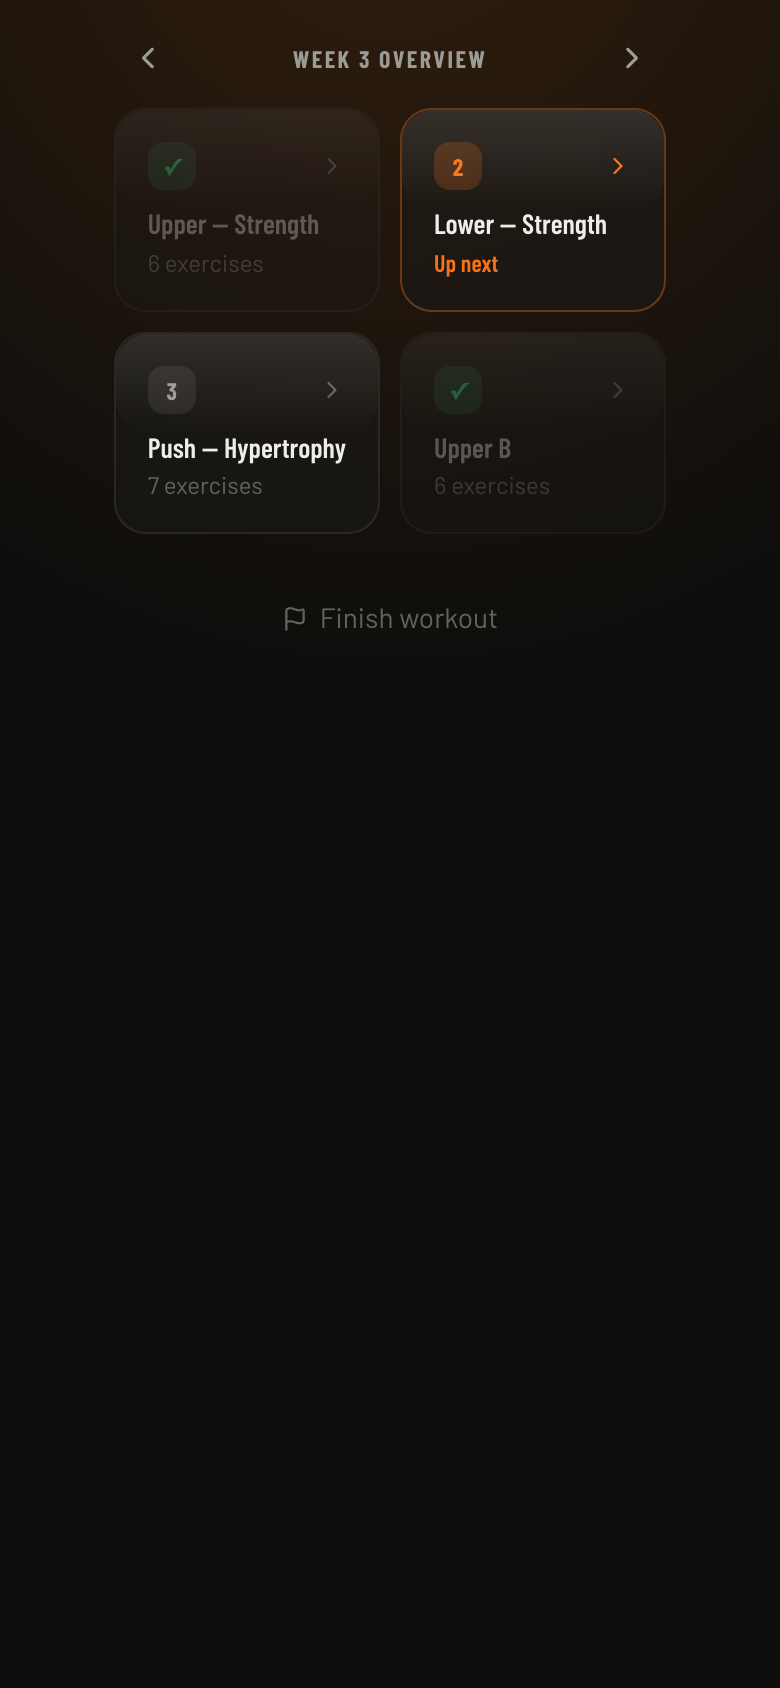 WEEK 3 OVERVIEW
✓
Upper — Strength
6 exercises
2
Lower — Strength
Up next
3
Push — Hypertrophy
7 exercises
✓
Upper B
6 exercises
Finish workout